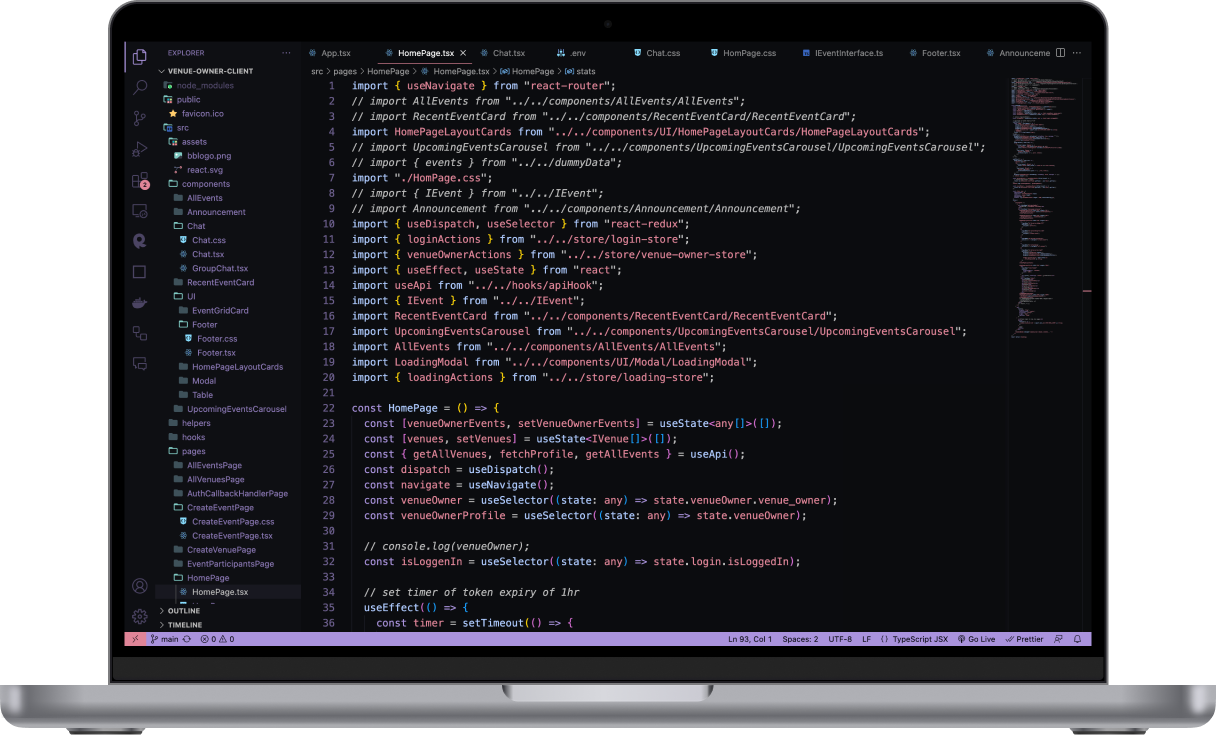 EXPLORER
VENUE-OWNER-CLIENT
node_modules
public
favicon.ico
src
assets
bblogo.png
react.svg
components
AllEvents
Announcement
Chat
Chat.css
Chat.tsx
GroupChat.tsx
RecentEventCard
UI
EventGridCard
Footer
Footer.css
Footer.tsx
HomePageLayoutCards
Modal
Table
UpcomingEventsCarousel
helpers
hooks
pages
AllEventsPage
AllVenuesPage
AuthCallbackHandlerPage
CreateEventPage
CreateEventPage.css
CreateEventPage.tsx
CreateVenuePage
EventParticipantsPage
HomePage
HomePage.tsx
OUTLINE
TIMELINE
2
App.tsx HomePage.tsx Chat.tsx .env Chat.css HomPage.css IEventInterface.ts Footer.tsx Announceme
src > pages > HomePage > HomePage.tsx > HomePage > stats
1 import { useNavigate } from "react-router";
2 // import AllEvents from "../../components/AllEvents/AllEvents";
3 // import RecentEventCard from "../../components/RecentEventCard/RecentEventCard";
4 import HomePageLayoutCards from "../../components/UI/HomePageLayoutCards/HomePageLayoutCards";
5 // import UpcomingEventsCarousel from "../../components/UpcomingEventsCarousel/UpcomingEventsCarousel";
6 // import { events } from "../../dummyData";
7 import "./HomPage.css";
8 // import { IEvent } from "../../IEvent";
9 // import Announcement from "../../components/Announcement/Announcement";
10 import { useDispatch, useSelector } from "react-redux";
11 import { loginActions } from "../../store/login-store";
12 import { venueOwnerActions } from "../../store/venue-owner-store";
13 import { useEffect, useState } from "react";
14 import useApi from "../../hooks/apiHook";
15 import { IEvent } from "../../IEvent";
16 import RecentEventCard from "../../components/RecentEventCard/RecentEventCard";
17 import UpcomingEventsCarousel from "../../components/UpcomingEventsCarousel/UpcomingEventsCarousel";
18 import AllEvents from "../../components/AllEvents/AllEvents";
19 import LoadingModal from "../../components/UI/Modal/LoadingModal";
20 import { loadingActions } from "../../store/loading-store";
21
22 const HomePage = () => {
23 const [venueOwnerEvents, setVenueOwnerEvents] = useState<any[]>([]);
24 const [venues, setVenues] = useState<IVenue[]>([]);
25 const { getAllVenues, fetchProfile, getAllEvents } = useApi();
26 const dispatch = useDispatch();
27 const navigate = useNavigate();
28 const venueOwner = useSelector((state: any) => state.venueOwner.venue_owner);
29 const venueOwnerProfile = useSelector((state: any) => state.venueOwner);
30
31 // console.log(venueOwner);
32 const isLoggenIn = useSelector((state: any) => state.login.isLoggedIn);
33
34 // set timer of token expiry of 1hr
35 useEffect(() => {
36 const timer = setTimeout(() => {
main 0 0 Ln 93, Col 1 Spaces: 2 UTF-8 LF {} TypeScript JSX Go Live Prettier